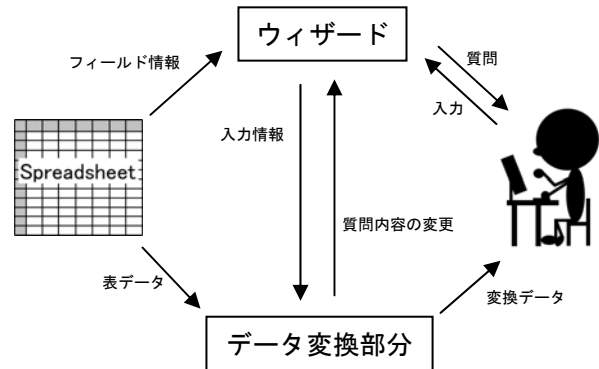 ウィザード
フィールド情報
質問
入力
入力情報
Spreadsheet
質問内容の変更
表データ
変換データ
データ変換部分